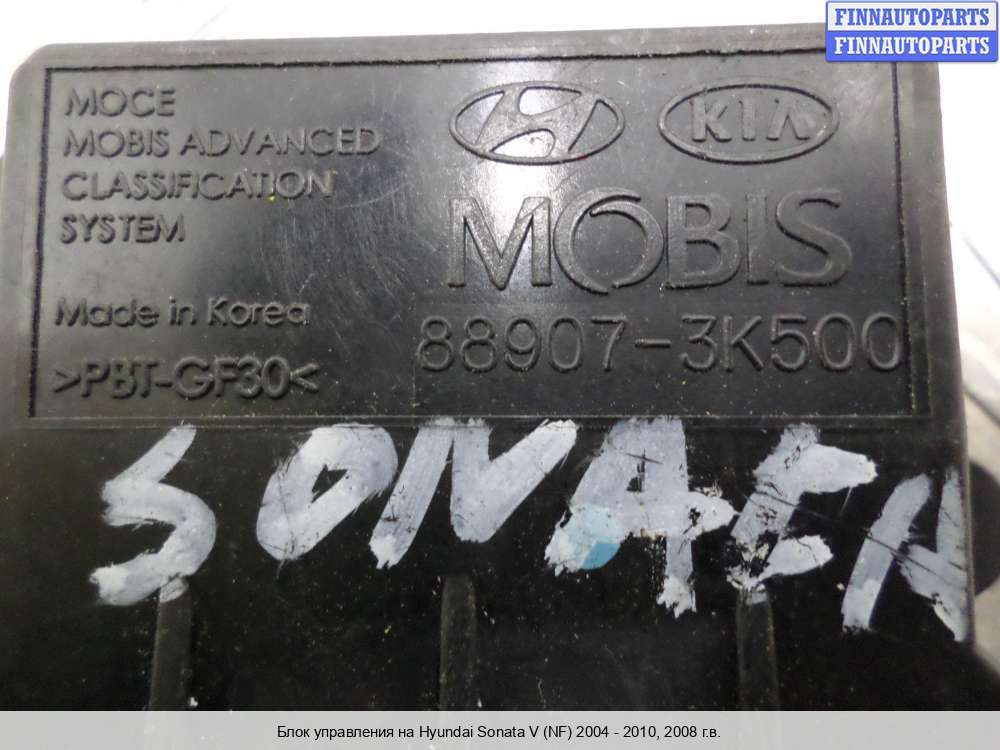 FINNAUTOPARTS
FINNAUTOPARTS
MOCE
MOBIS ADVANCED
CLASSIFICATION
SYSTEM
KIA
MOBIS
Made in Korea
88907-3K500
>PBT-GF30<
SONATA
Блок управления на Hyundai Sonata V (NF) 2004 - 2010, 2008 г.в.